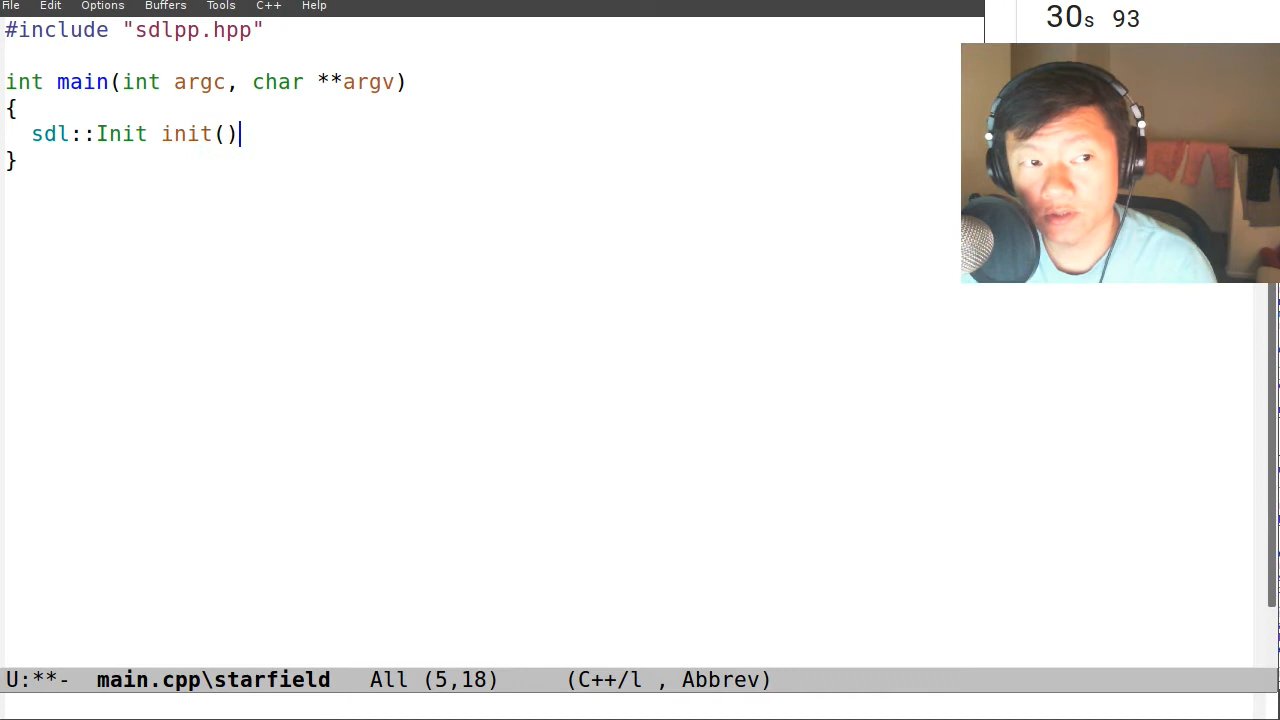 File Edit Options Buffers Tools C++ Help
30s 93
#include "sdlpp.hpp"
int main(int argc, char **argv)
{
sdl::Init init()
}
U:**- main.cpp\starfield All (5,18) (C++/l , Abbrev)